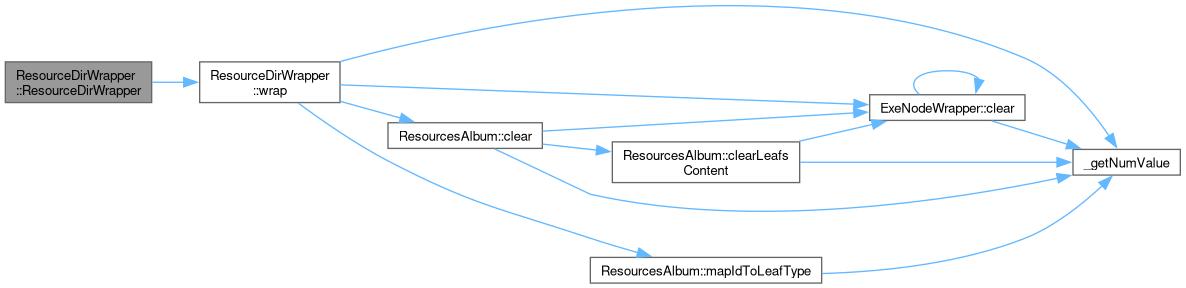 ResourceDirWrapper
::ResourceDirWrapper
ResourceDirWrapper
::wrap
ResourcesAlbum::clear
ResourcesAlbum::clearLeafs
Content
ExeNodeWrapper::clear
_getNumValue
ResourcesAlbum::mapIdToLeafType